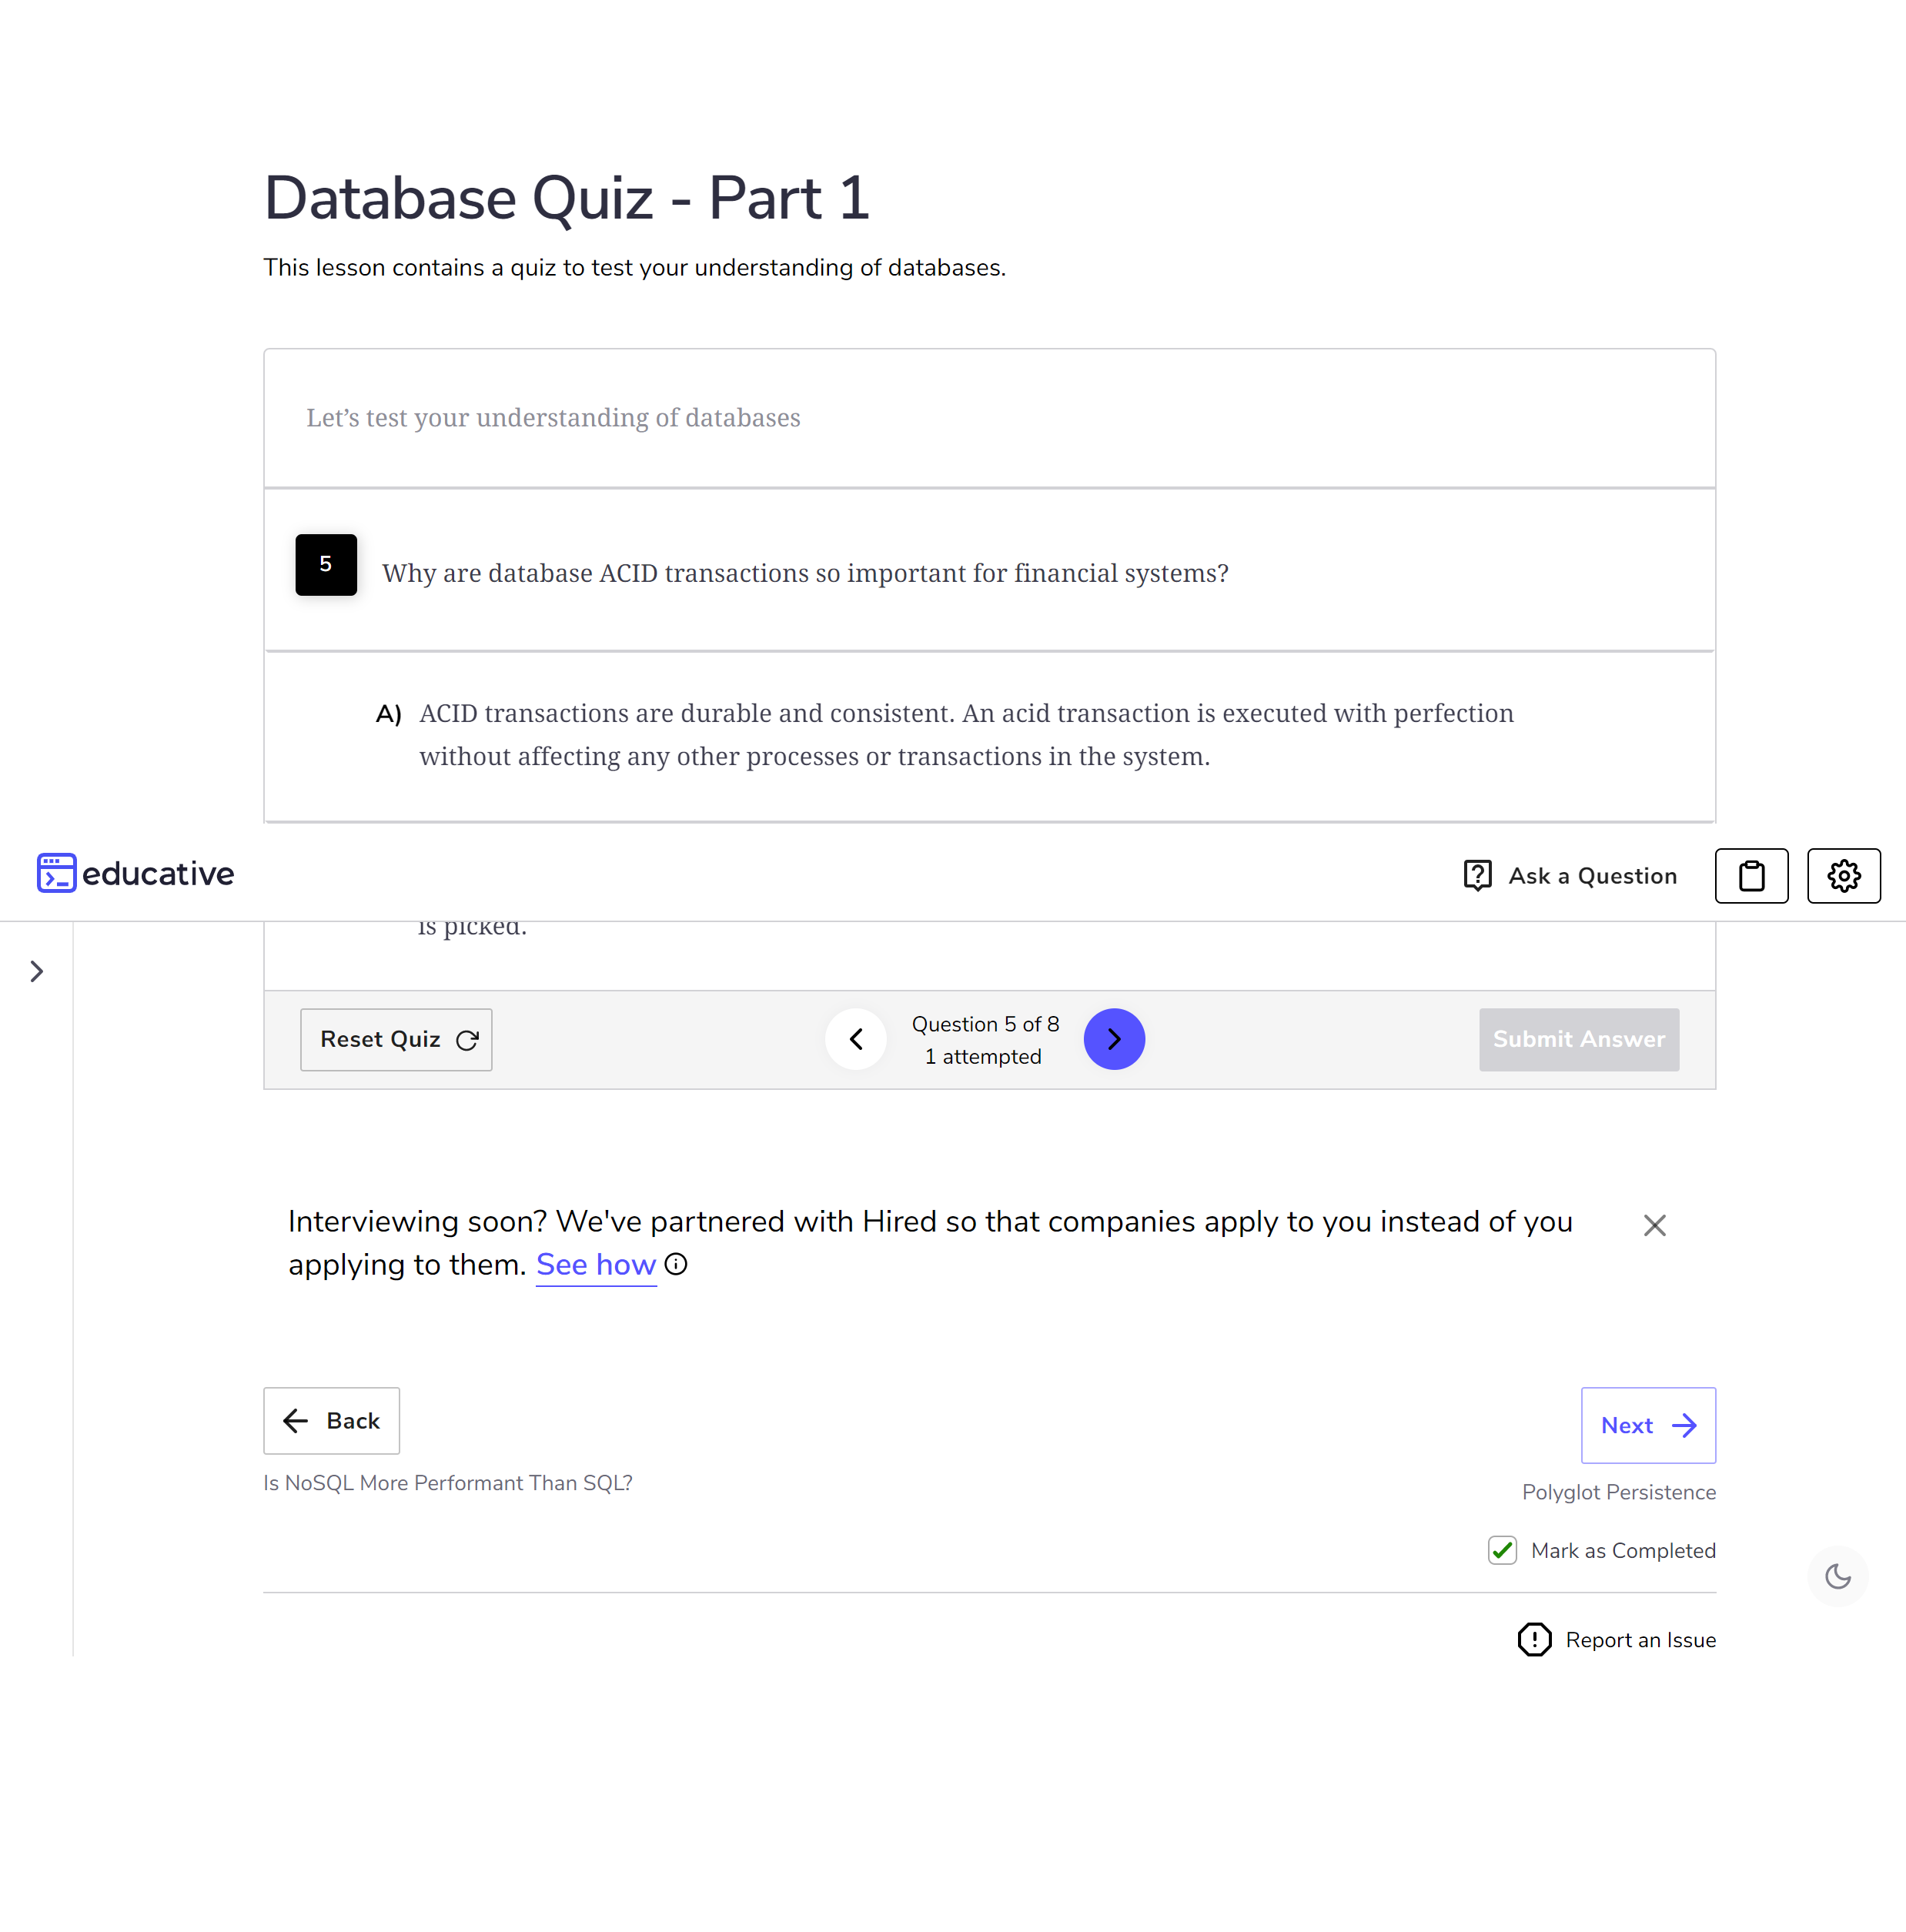 Database Quiz - Part 1
This lesson contains a quiz to test your understanding of databases.
Let’s test your understanding of databases
5
Why are database ACID transactions so important for financial systems?
A) ACID transactions are durable and consistent. An acid transaction is executed with perfection
without affecting any other processes or transactions in the system.
educative
Ask a Question
is picked.
Reset Quiz
Question 5 of 8
1 attempted
Submit Answer
Interviewing soon? We've partnered with Hired so that companies apply to you instead of you
applying to them. See how
Back
Next
Is NoSQL More Performant Than SQL?
Polyglot Persistence
Mark as Completed
Report an Issue